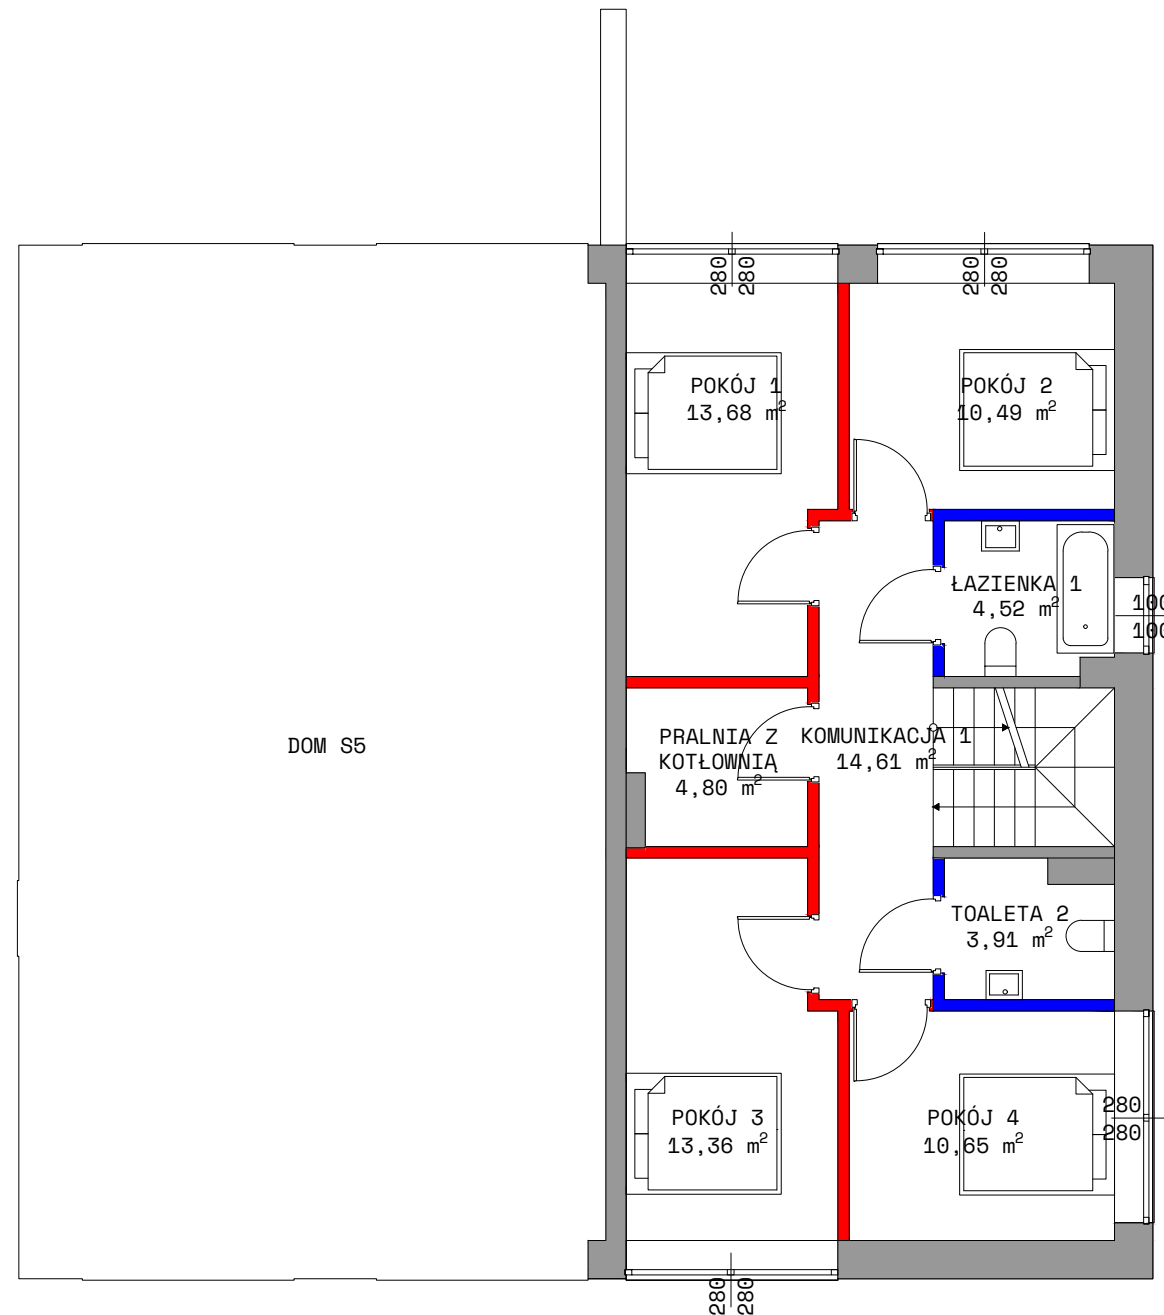 280
280
280
280
POKÓJ 1
13,68 m²
POKÓJ 2
10,49 m²
ŁAZIENKA 1
4,52 m²
100
100
DOM S5
PRALNIA Z
KOTŁOWNIĄ
4,80 m²
KOMUNIKACJA 1
14,61 m²
TOALETA 2
3,91 m²
POKÓJ 3
13,36 m²
POKÓJ 4
10,65 m²
280
280
280
280